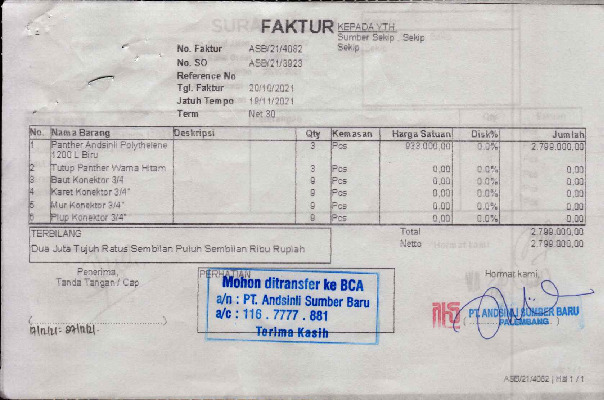 FAKTUR
KEPADA YTH.
Sumber Sekip . Sekip
Sekip
No. Faktur ASB/21/4082
No. SO ASB/21/3923
Reference No
Tgl. Faktur 20/10/2021
Jatuh Tempo 19/11/2021
Term Net 30
No. Nama Barang Deskripsi Qty Kemasan Harga Satuan Disk% Jumlah
1 Panther Andsinli Polythelene 3 Pcs 933.000,00 0.0% 2.799.000,00
1200 L Biru
2 Tutup Panther Warna Hitam 3 Pcs 0,00 0.0% 0,00
3 Baut Konektor 3/4 9 Pcs 0,00 0.0% 0,00
4 Karet Konektor 3/4" 9 Pcs 0,00 0.0% 0,00
5 Mur Konektor 3/4" 9 Pcs 0,00 0.0% 0,00
6 Plup Konektor 3/4" 9 Pcs 0,00 0.0% 0,00
TERBILANG
Dua Juta Tujuh Ratus Sembilan Puluh Sembilan Ribu Rupiah
Total 2.799.000,00
Netto 2.799.000,00
Penerima,
Tanda Tangan / Cap
PERHATIAN
Mohon ditransfer ke BCA
a/n : PT. Andsinli Sumber Baru
a/c : 116 . 7777 . 881
Terima Kasih
Hormat kami,
PT. ANDSINLI SUMBER BARU
PALEMBANG
ASB/21/4082 | Hal 1 / 1